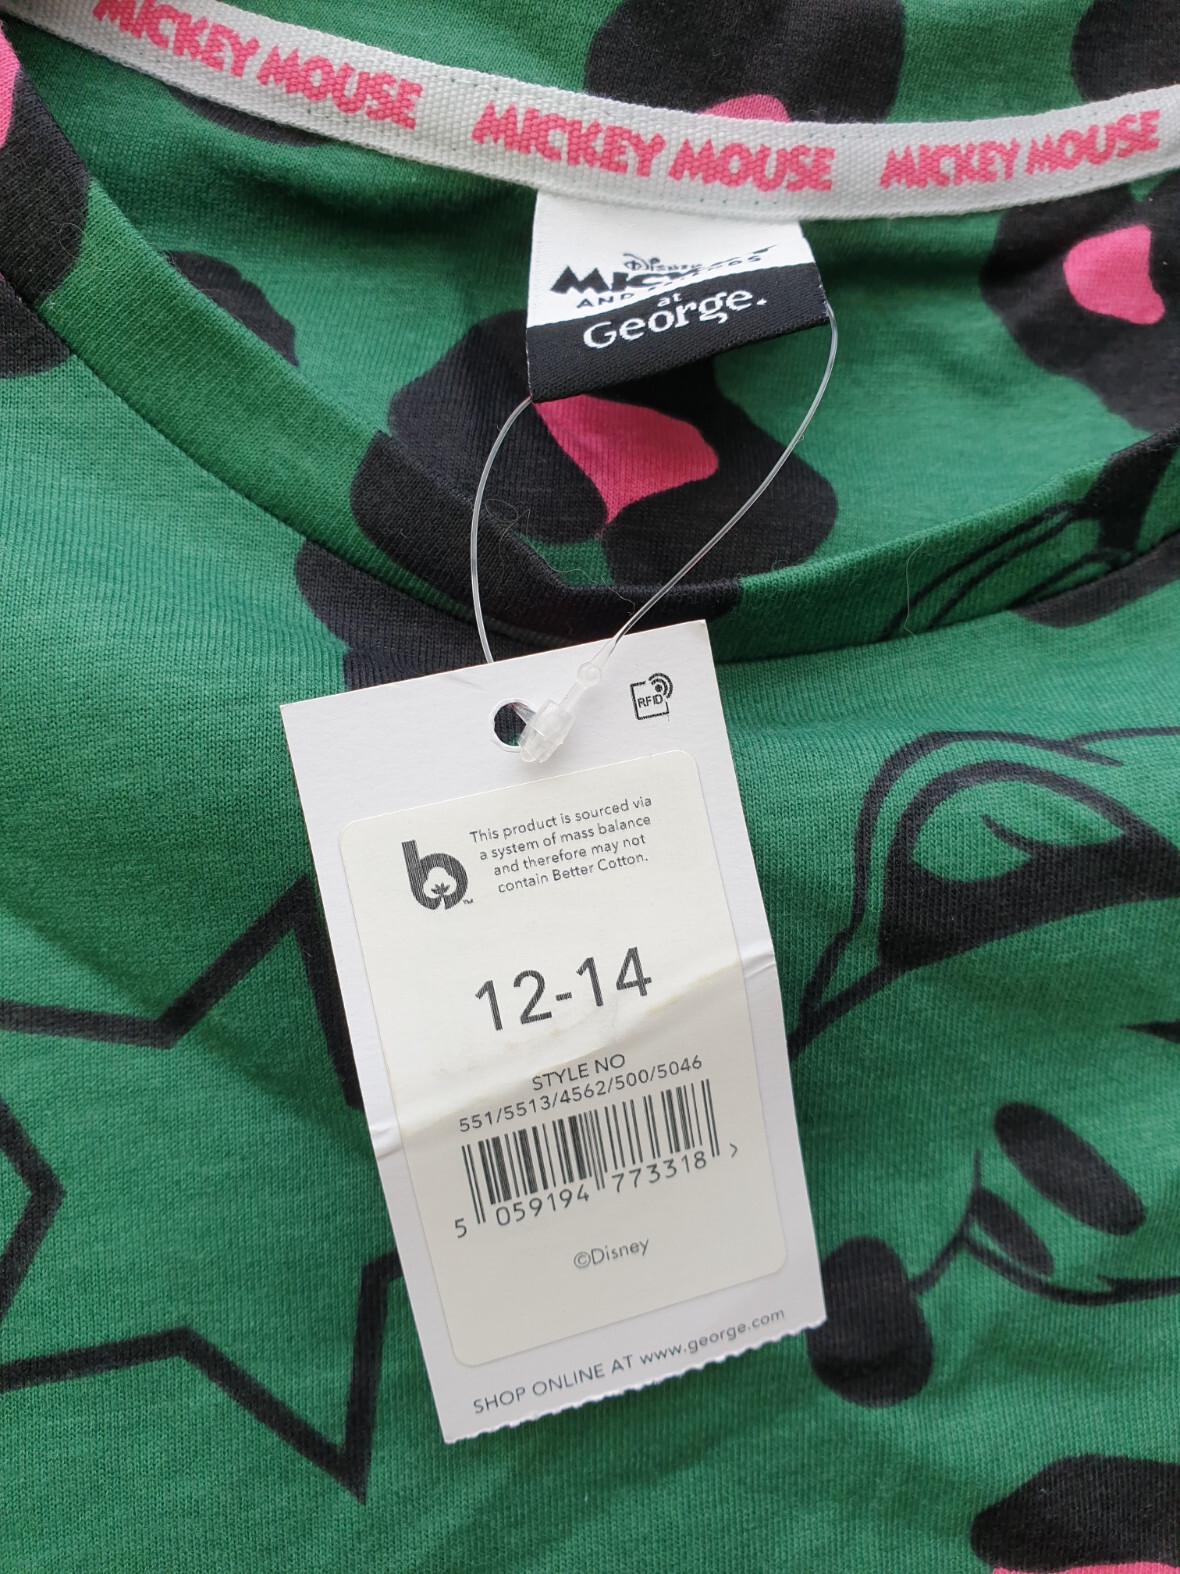 MICKEY MOUSE MICKEY MOUSE MICKEY MOUSE
Disney
AND
at
George.
RFID
This product is sourced via
a system of mass balance
and therefore may not
contain Better Cotton.
12-14
STYLE NO
551/5513/4562/500/5046
5 059194 773318 >
©Disney
SHOP ONLINE AT www.george.com